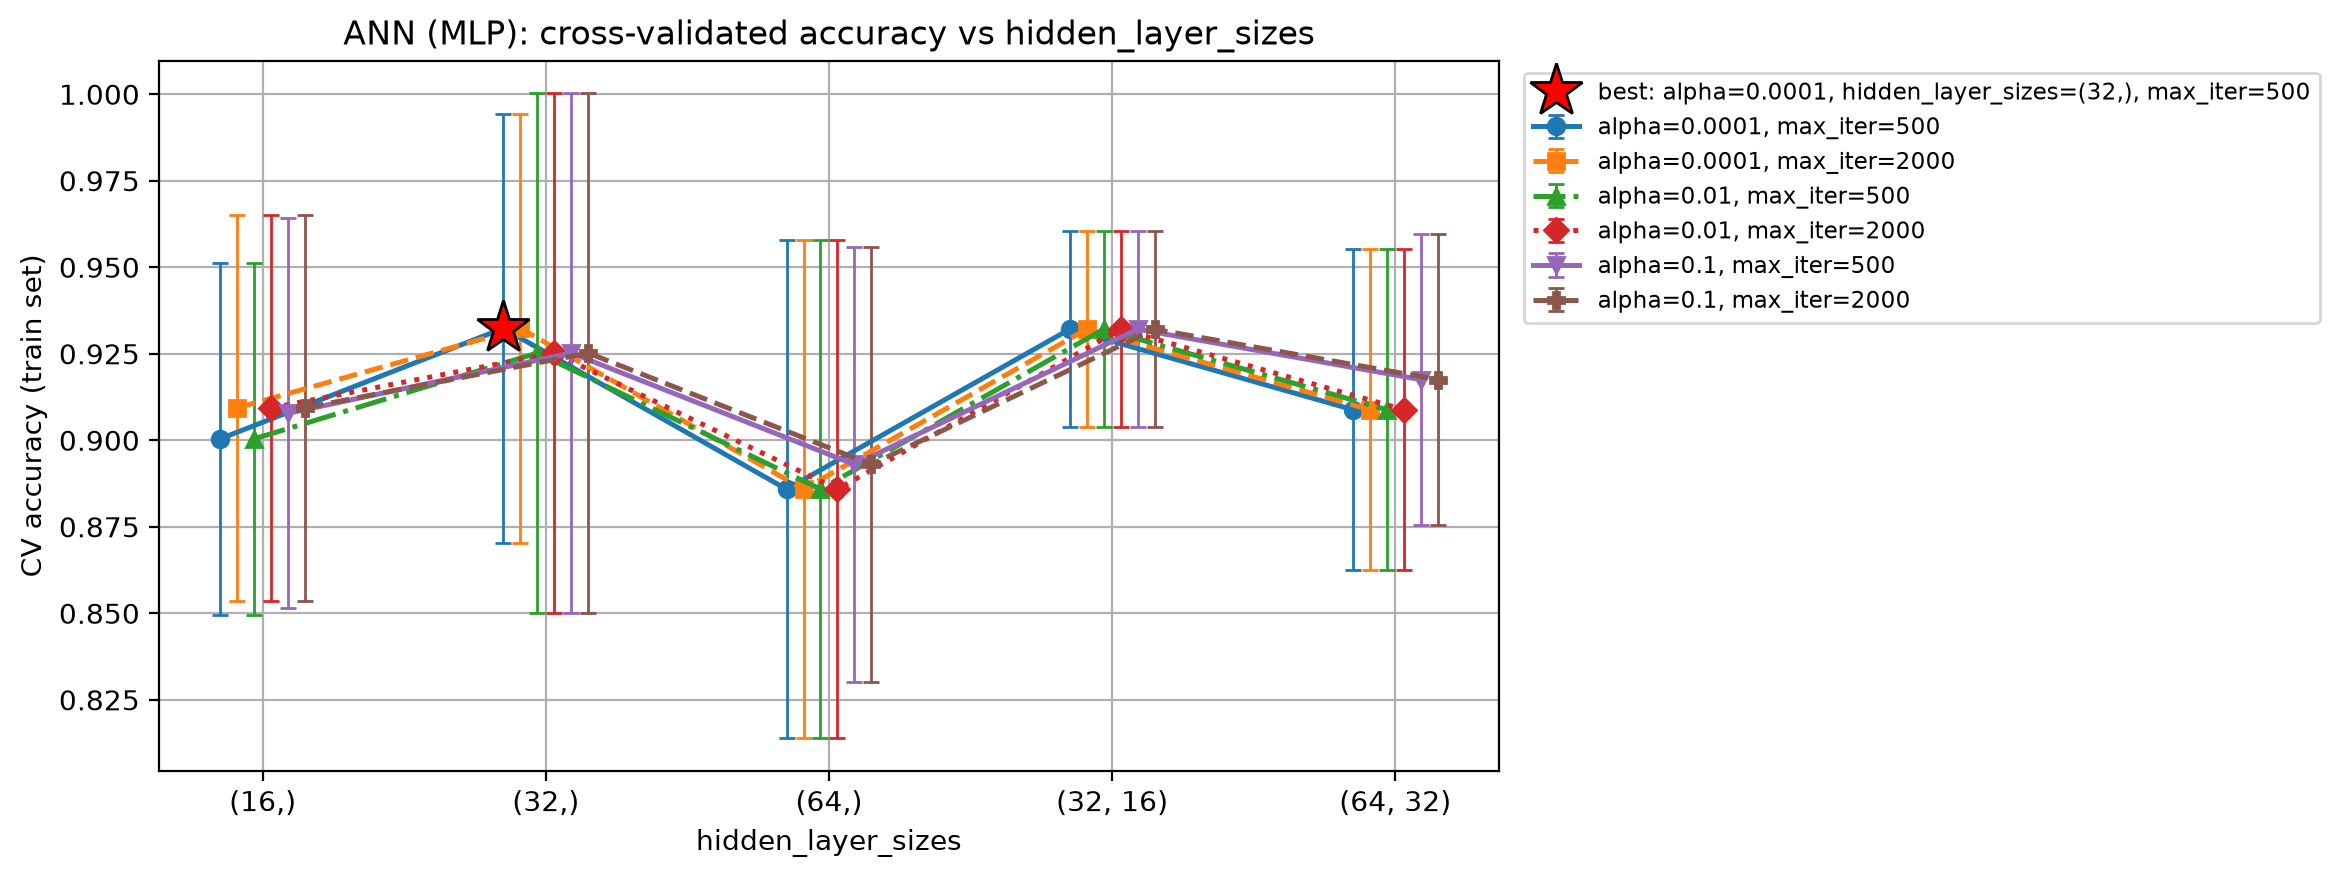 ANN (MLP): cross-validated accuracy vs hidden_layer_sizes
1.000
0.975
0.950
0.925
0.900
0.875
0.850
0.825
CV accuracy (train set)
(16,)
(32,)
(64,)
(32, 16)
(64, 32)
hidden_layer_sizes
best: alpha=0.0001, hidden_layer_sizes=(32,), max_iter=500
alpha=0.0001, max_iter=500
alpha=0.0001, max_iter=2000
alpha=0.01, max_iter=500
alpha=0.01, max_iter=2000
alpha=0.1, max_iter=500
alpha=0.1, max_iter=2000